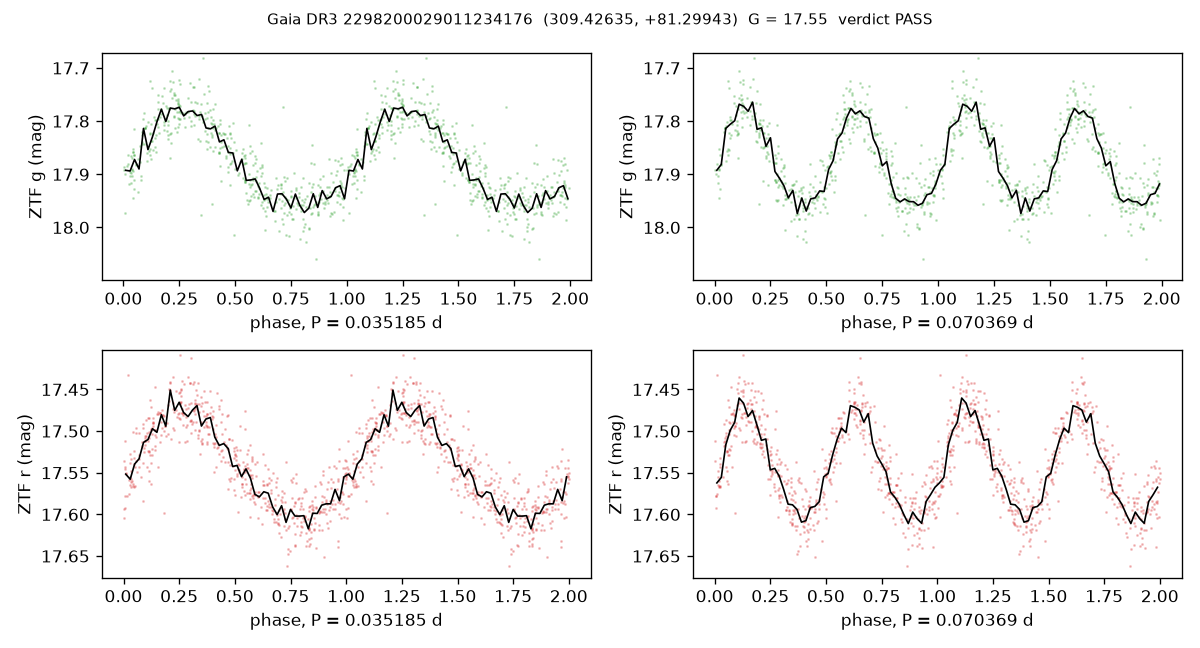 Gaia DR3 2298200029011234176 (309.42635, +81.29943) G = 17.55 verdict PASS
ZTF g (mag)
17.7
17.8
17.9
18.0
0.00 0.25 0.50 0.75 1.00 1.25 1.50 1.75 2.00
phase, P = 0.035185 d
ZTF g (mag)
17.7
17.8
17.9
18.0
0.00 0.25 0.50 0.75 1.00 1.25 1.50 1.75 2.00
phase, P = 0.070369 d
ZTF r (mag)
17.45
17.50
17.55
17.60
17.65
0.00 0.25 0.50 0.75 1.00 1.25 1.50 1.75 2.00
phase, P = 0.035185 d
ZTF r (mag)
17.45
17.50
17.55
17.60
17.65
0.00 0.25 0.50 0.75 1.00 1.25 1.50 1.75 2.00
phase, P = 0.070369 d